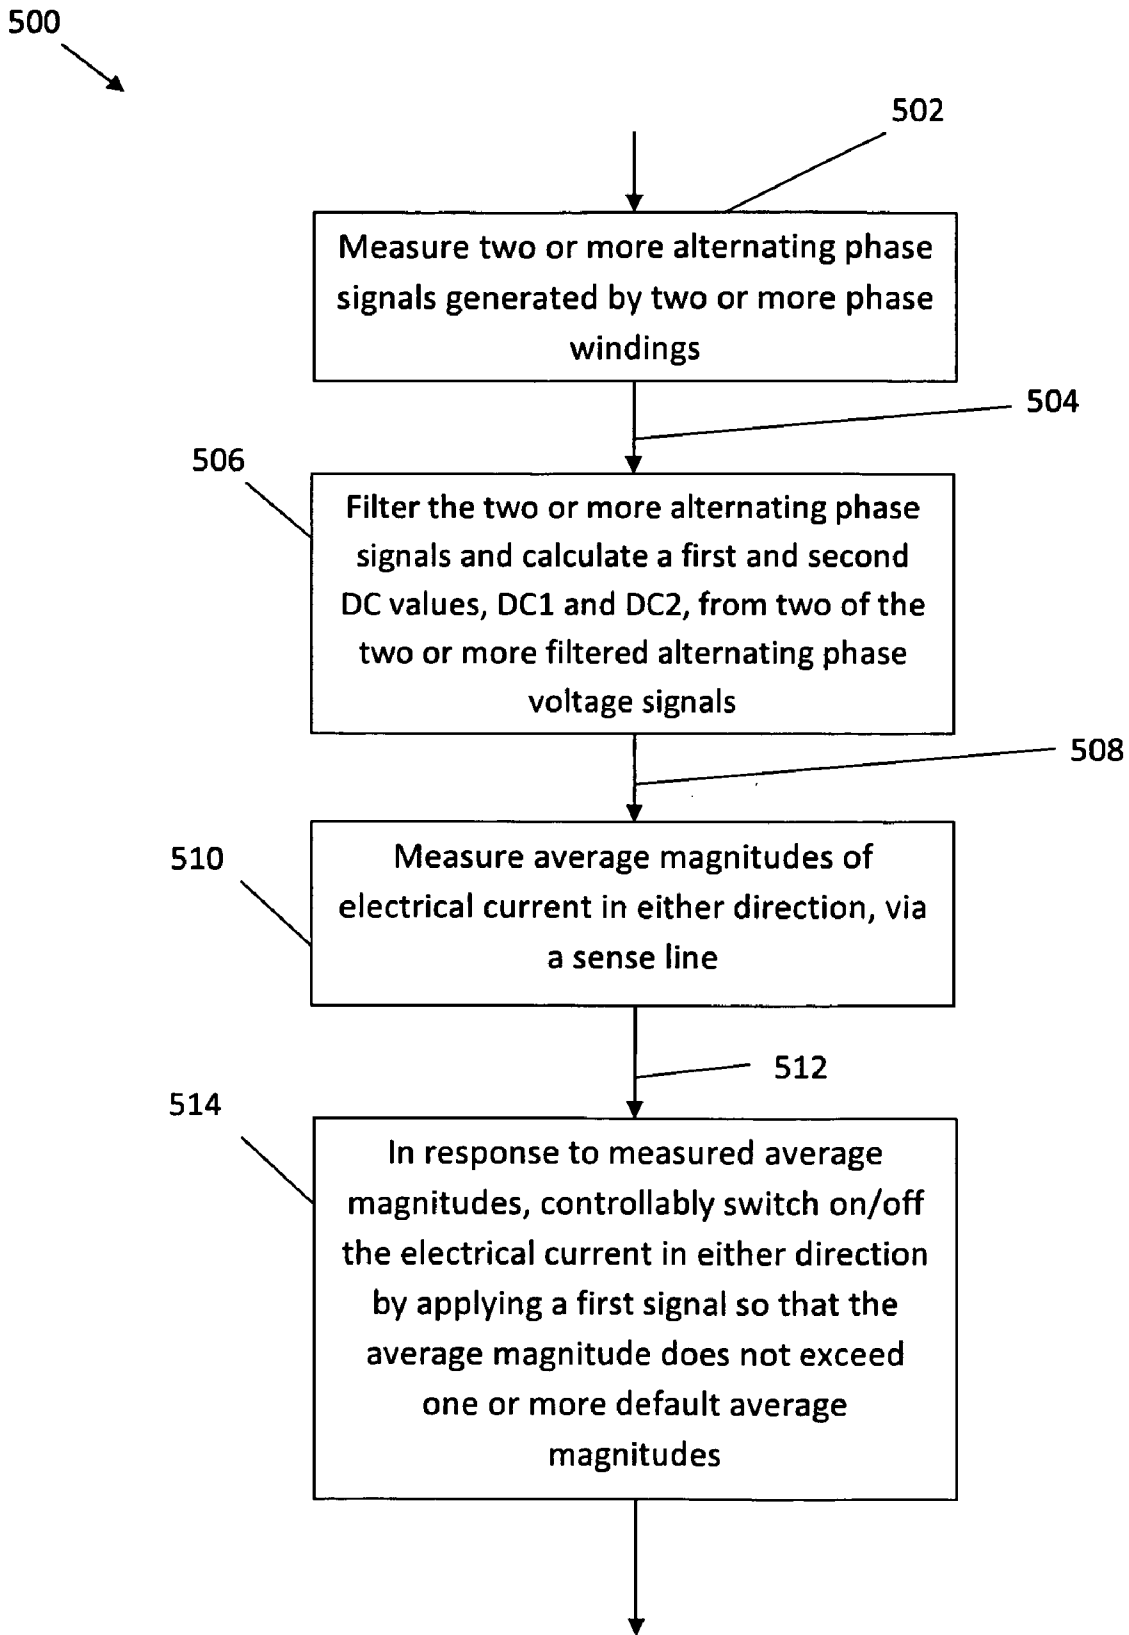 500
502
Measure two or more alternating phase
signals generated by two or more phase
windings
504
506
Filter the two or more alternating phase
signals and calculate a first and second
DC values, DC1 and DC2, from two of the
two or more filtered alternating phase
voltage signals
508
510
Measure average magnitudes of
electrical current in either direction, via
a sense line
512
514
In response to measured average
magnitudes, controllably switch on/off
the electrical current in either direction
by applying a first signal so that the
average magnitude does not exceed
one or more default average
magnitudes